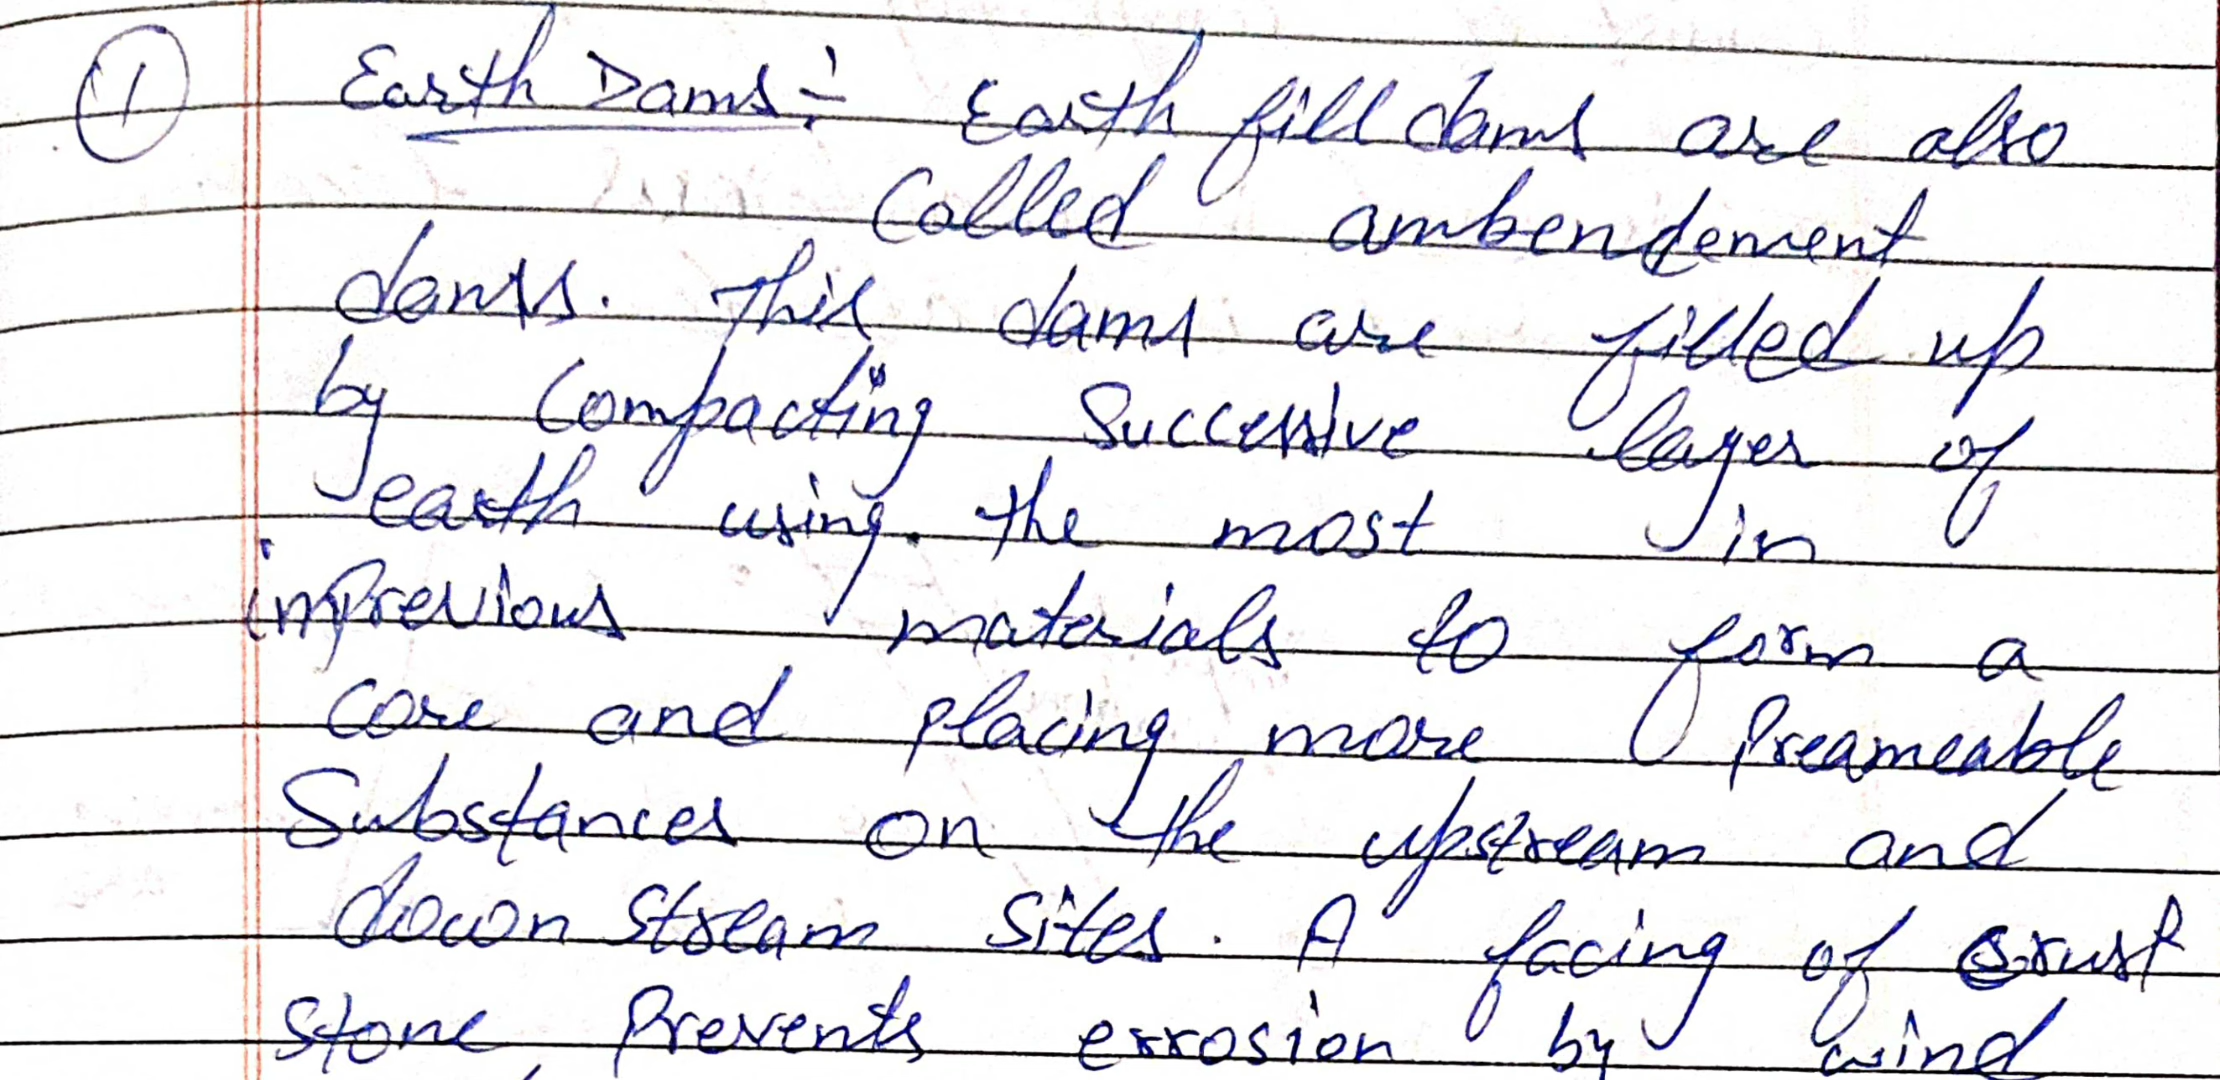 ① Earth Dams:- Earth fill dams are also
Called ambendement
dams. This dams are filled up
by Compacting Successive layer of
earth using. the most in
imprevious materials to form a
core and placing more Preameable
Substances on the upstream and
down stream sites. A facing of crust
stone Prevents errosion by wind